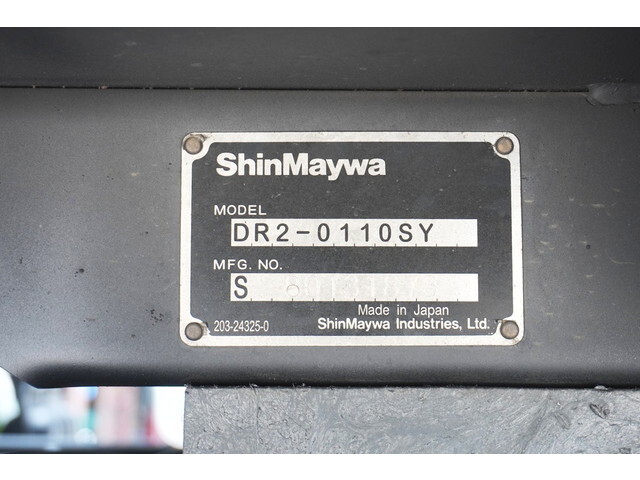 ShinMaywa
MODEL
DR2-0110SY
MFG. NO.
S
Made in Japan
203-24325-0 ShinMaywa Industries, Ltd.